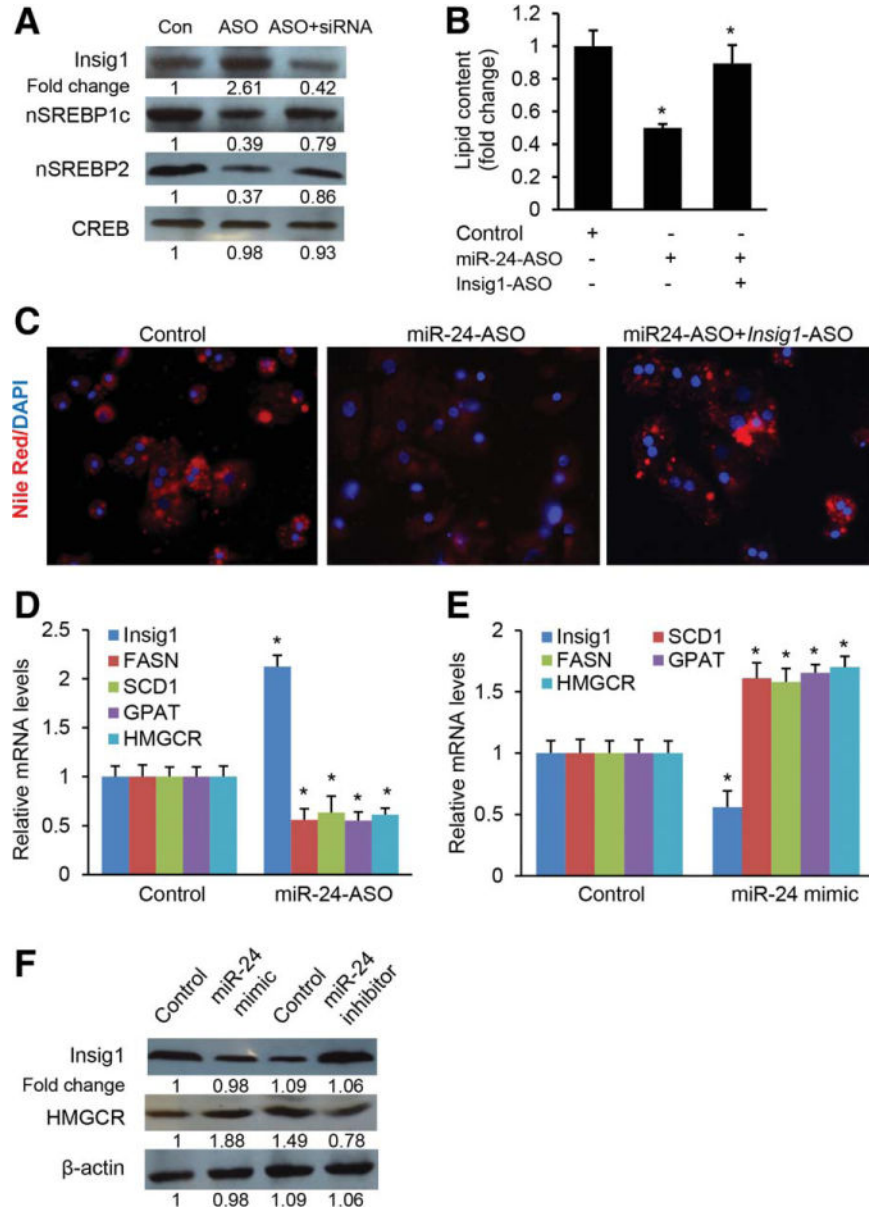 A
Con ASO ASO+siRNA
Insig1
Fold change 1 2.61 0.42
nSREBP1c
1 0.39 0.79
nSREBP2
1 0.37 0.86
CREB
1 0.98 0.93
B
Lipid content
(fold change)
1.2
1
0.8
0.6
0.4
0.2
0
* *
Control + - -
miR-24-ASO - + +
Insig1-ASO - - +
C
Control miR-24-ASO miR24-ASO+Insig1-ASO
Nile Red/DAPI
D
Relative mRNA levels
2.5
2
1.5
1
0.5
0
Insig1
FASN
SCD1
GPAT
HMGCR
* * * * *
Control miR-24-ASO
E
Relative mRNA levels
2
1.5
1
0.5
0
Insig1 SCD1
FASN GPAT
HMGCR
* * * * *
Control miR-24 mimic
F
Control
miR-24
mimic
Control
miR-24
inhibitor
Insig1
Fold change 1 0.98 1.09 1.06
HMGCR
1 1.88 1.49 0.78
β-actin
1 0.98 1.09 1.06